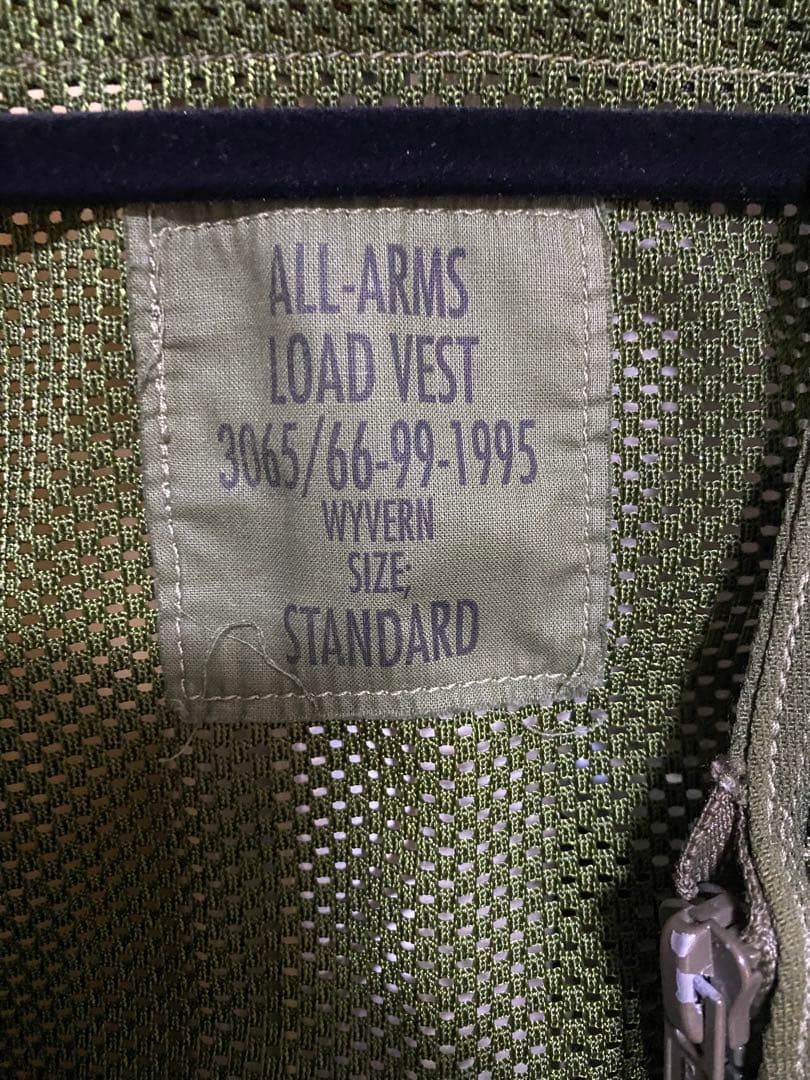 ALL-ARMS
LOAD VEST
3065/66-99-1995
WYVERN
SIZE;
STANDARD